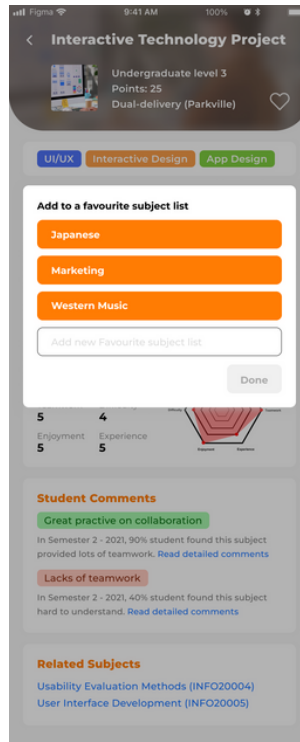 Figma
9:41 AM
100%
Interactive Technology Project
Undergraduate level 3
Points: 25
Dual-delivery (Parkville)
UI/UX
Interactive Design
App Design
Add to a favourite subject list
Japanese
Marketing
Western Music
Add new Favourite subject list
Done
5
4
Enjoyment
Experience
5
5
Difficulty
Enjoyment
Experience
Student Comments
Great practive on collaboration
In Semester 2 - 2021, 90% student found this subject
provided lots of teamwork. Read detailed comments
Lacks of teamwork
In Semester 2 - 2021, 40% student found this subject
hard to understand. Read detailed comments
Related Subjects
Usability Evaluation Methods (INFO20004)
User Interface Development (INFO20005)